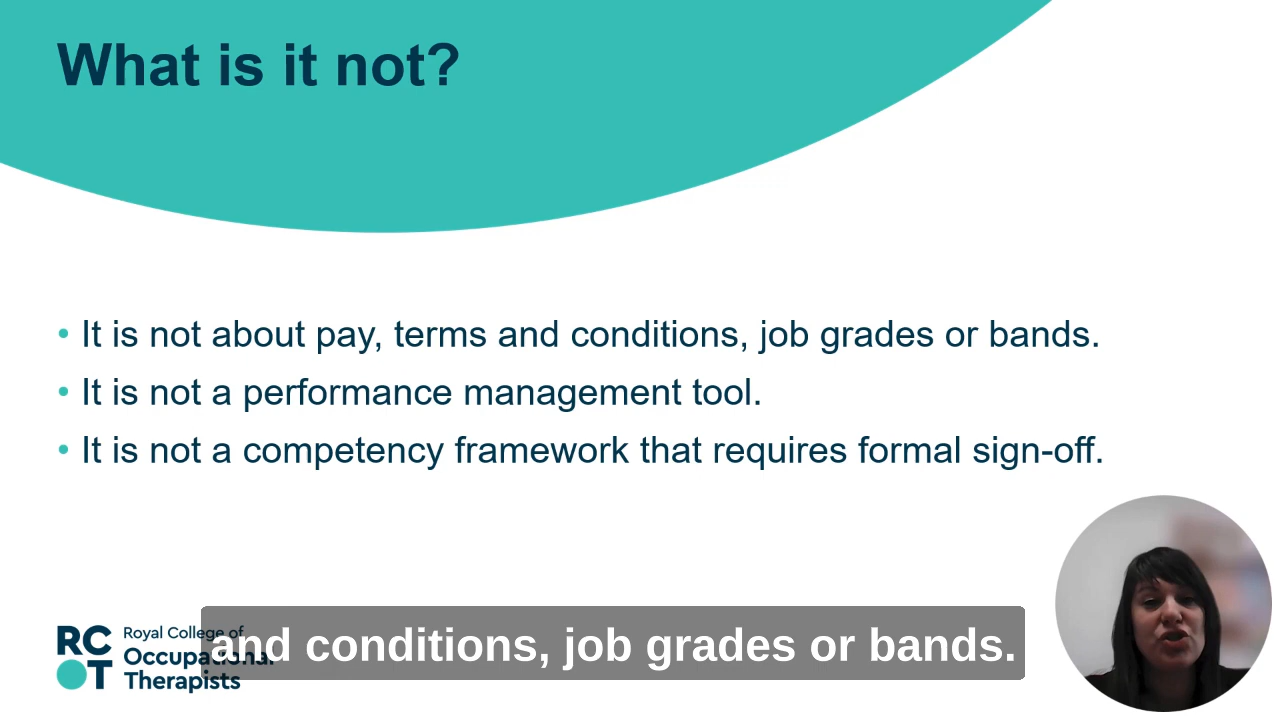 What is it not?
• It is not about pay, terms and conditions, job grades or bands.
• It is not a performance management tool.
• It is not a competency framework that requires formal sign-off.
RC
OT
Royal College of
Occupational
Therapists
and conditions, job grades or bands.